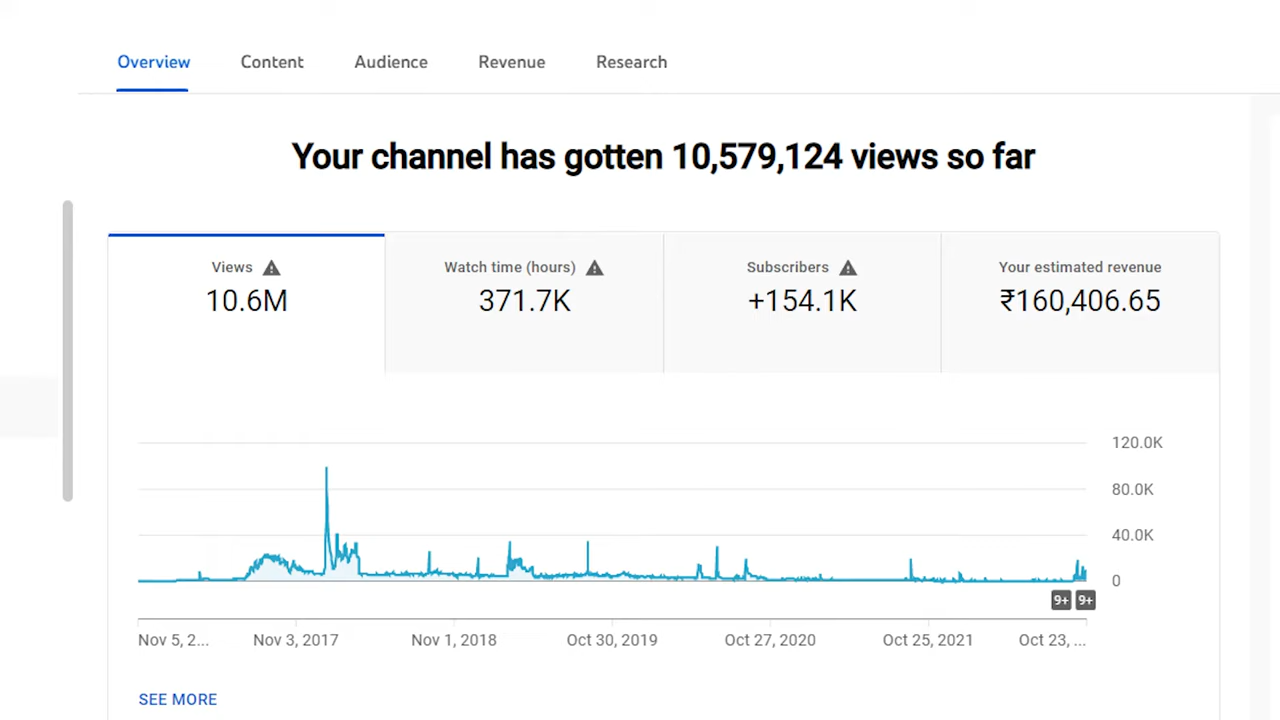 Overview Content Audience Revenue Research
Your channel has gotten 10,579,124 views so far
Views Watch time (hours) Subscribers Your estimated revenue
10.6M 371.7K +154.1K ₹160,406.65
120.0K
80.0K
40.0K
0
9+ 9+
Nov 5, 2... Nov 3, 2017 Nov 1, 2018 Oct 30, 2019 Oct 27, 2020 Oct 25, 2021 Oct 23, ...
SEE MORE